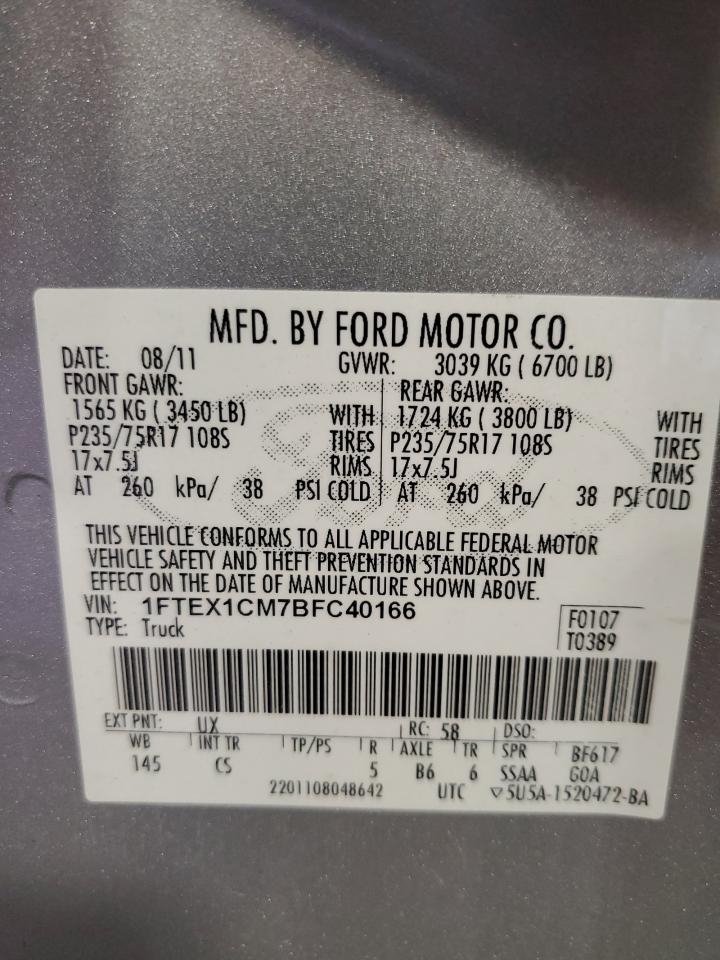 MFD. BY FORD MOTOR CO.
DATE: 08/11 GVWR: 3039 KG ( 6700 LB)
FRONT GAWR: REAR GAWR:
1565 KG ( 3450 LB) WITH 1724 KG ( 3800 LB) WITH
P235/75R17 108S TIRES P235/75R17 108S TIRES
17x7.5J RIMS 17x7.5J RIMS
AT 260 kPa/ 38 PSI COLD AT 260 kPa/ 38 PSI COLD
THIS VEHICLE CONFORMS TO ALL APPLICABLE FEDERAL MOTOR
VEHICLE SAFETY AND THEFT PREVENTION STANDARDS IN
EFFECT ON THE DATE OF MANUFACTURE SHOWN ABOVE.
VIN: 1FTEX1CM7BFC40166 F0107
TYPE: Truck T0389
EXT PNT: UX RC: 58 DSO:
WB INT TR TP/PS R AXLE TR SPR BF617
145 CS 5 B6 6 SSAA GOA
2201108048642 UTC ▽5U5A-1520472-BA